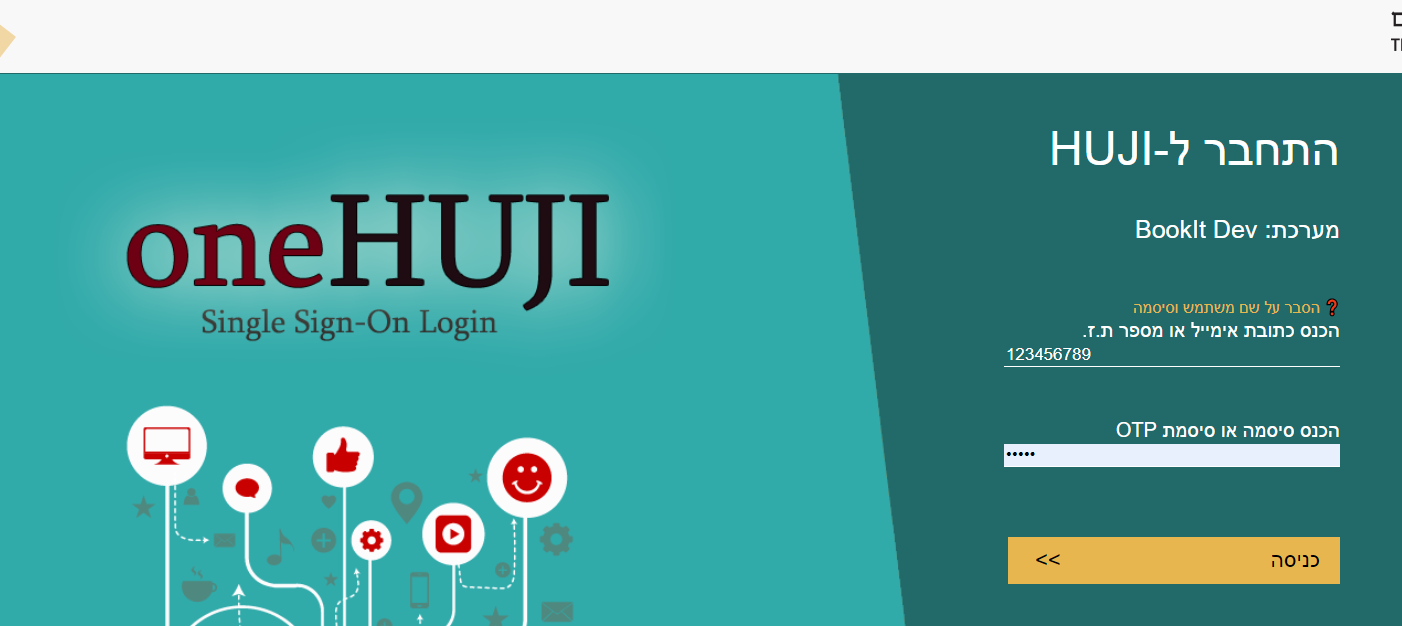 oneHUJI
Single Sign-On Login
התחבר ל-HUJI
מערכת: BookIt Dev
הסבר על שם משתמש וסיסמה
הכנס כתובת אימייל או מספר ת.ז.
123456789
הכנס סיסמה או סיסמת OTP
•••••
כניסה >>